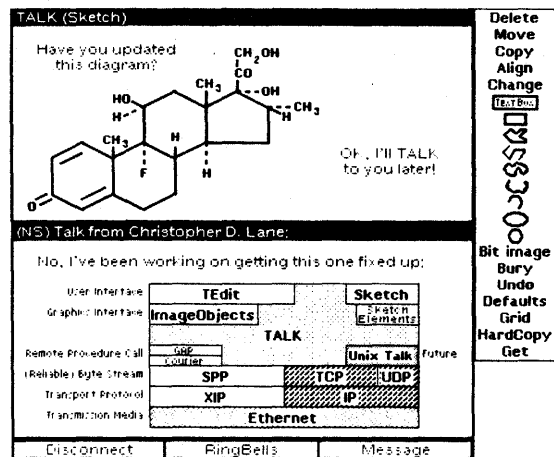 TALK (Sketch)
Have you updated
this diagram?
CH₂OH
CO
CH₃
OH
HO
H
CH₃
H
CH₃
H
F
H
O
Ok, I'll TALK
to you later!
(NS) Talk from Christopher D. Lane:
No, I've been working on getting this one fixed up:
User Interface
TEdit
Sketch
Graphic Interface
ImageObjects
Sketch
Elements
TALK
Remote Procedure Call
GAP
Courier
Unix Talk
Future
(Reliable) Byte Stream
SPP
TCP
UDP
Transport Protocol
XIP
IP
Transmission Media
Ethernet
Disconnect
RingBells
Message
Delete
Move
Copy
Align
Change
TEXT BOX
Bit image
Bury
Undo
Defaults
Grid
HardCopy
Get